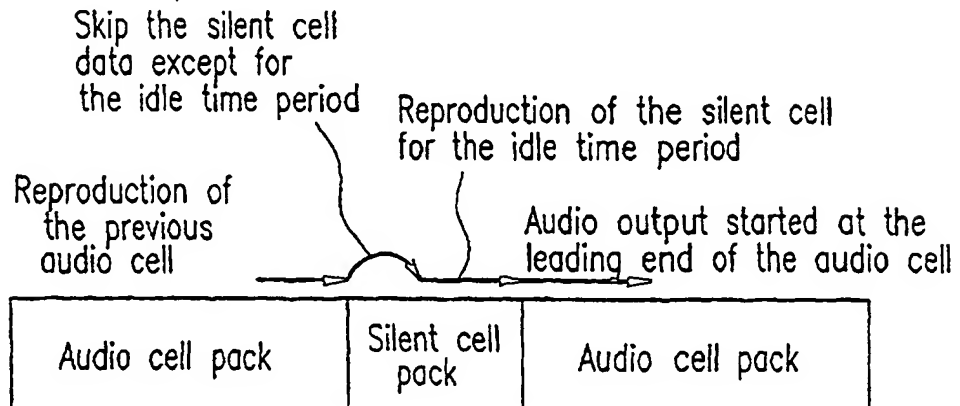 Skip the silent cell
data except for
the idle time period
Reproduction of the silent cell
for the idle time period
Reproduction of
the previous
audio cell
Audio output started at the
leading end of the audio cell
Audio cell pack
Silent cell
pack
Audio cell pack